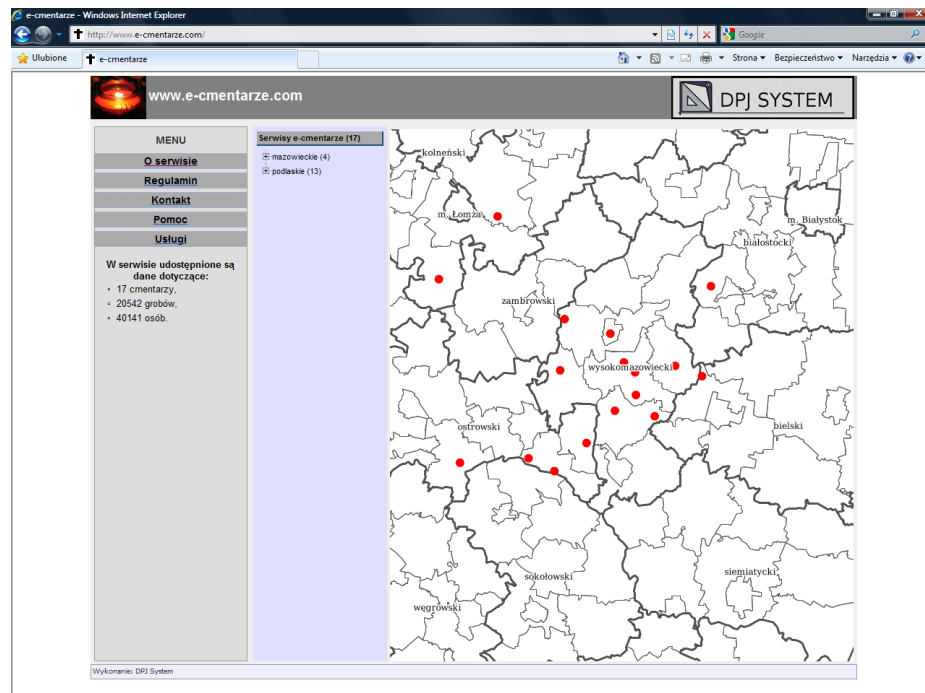 e-cmentarze - Windows Internet Explorer
http://www.e-cmentarze.com/
Google
Ulubione
e-cmentarze
Strona
Bezpieczeństwo
Narzędzia
www.e-cmentarze.com
DPJ SYSTEM
MENU
O serwisie
Regulamin
Kontakt
Pomoc
Usługi
W serwisie udostępnione są
dane dotyczące:
• 17 cmentarzy,
• 20542 grobów,
• 40141 osób.
Serwisy e-cmentarze (17)
mazowieckie (4)
podlaskie (13)
kolneński
m. Łomża
m. Białystok
białostocki
zambrowski
wysokomazowiecki
ostrowski
bielski
sokołowski
siemiatycki
węgrowski
Wykonanie: DPJ System